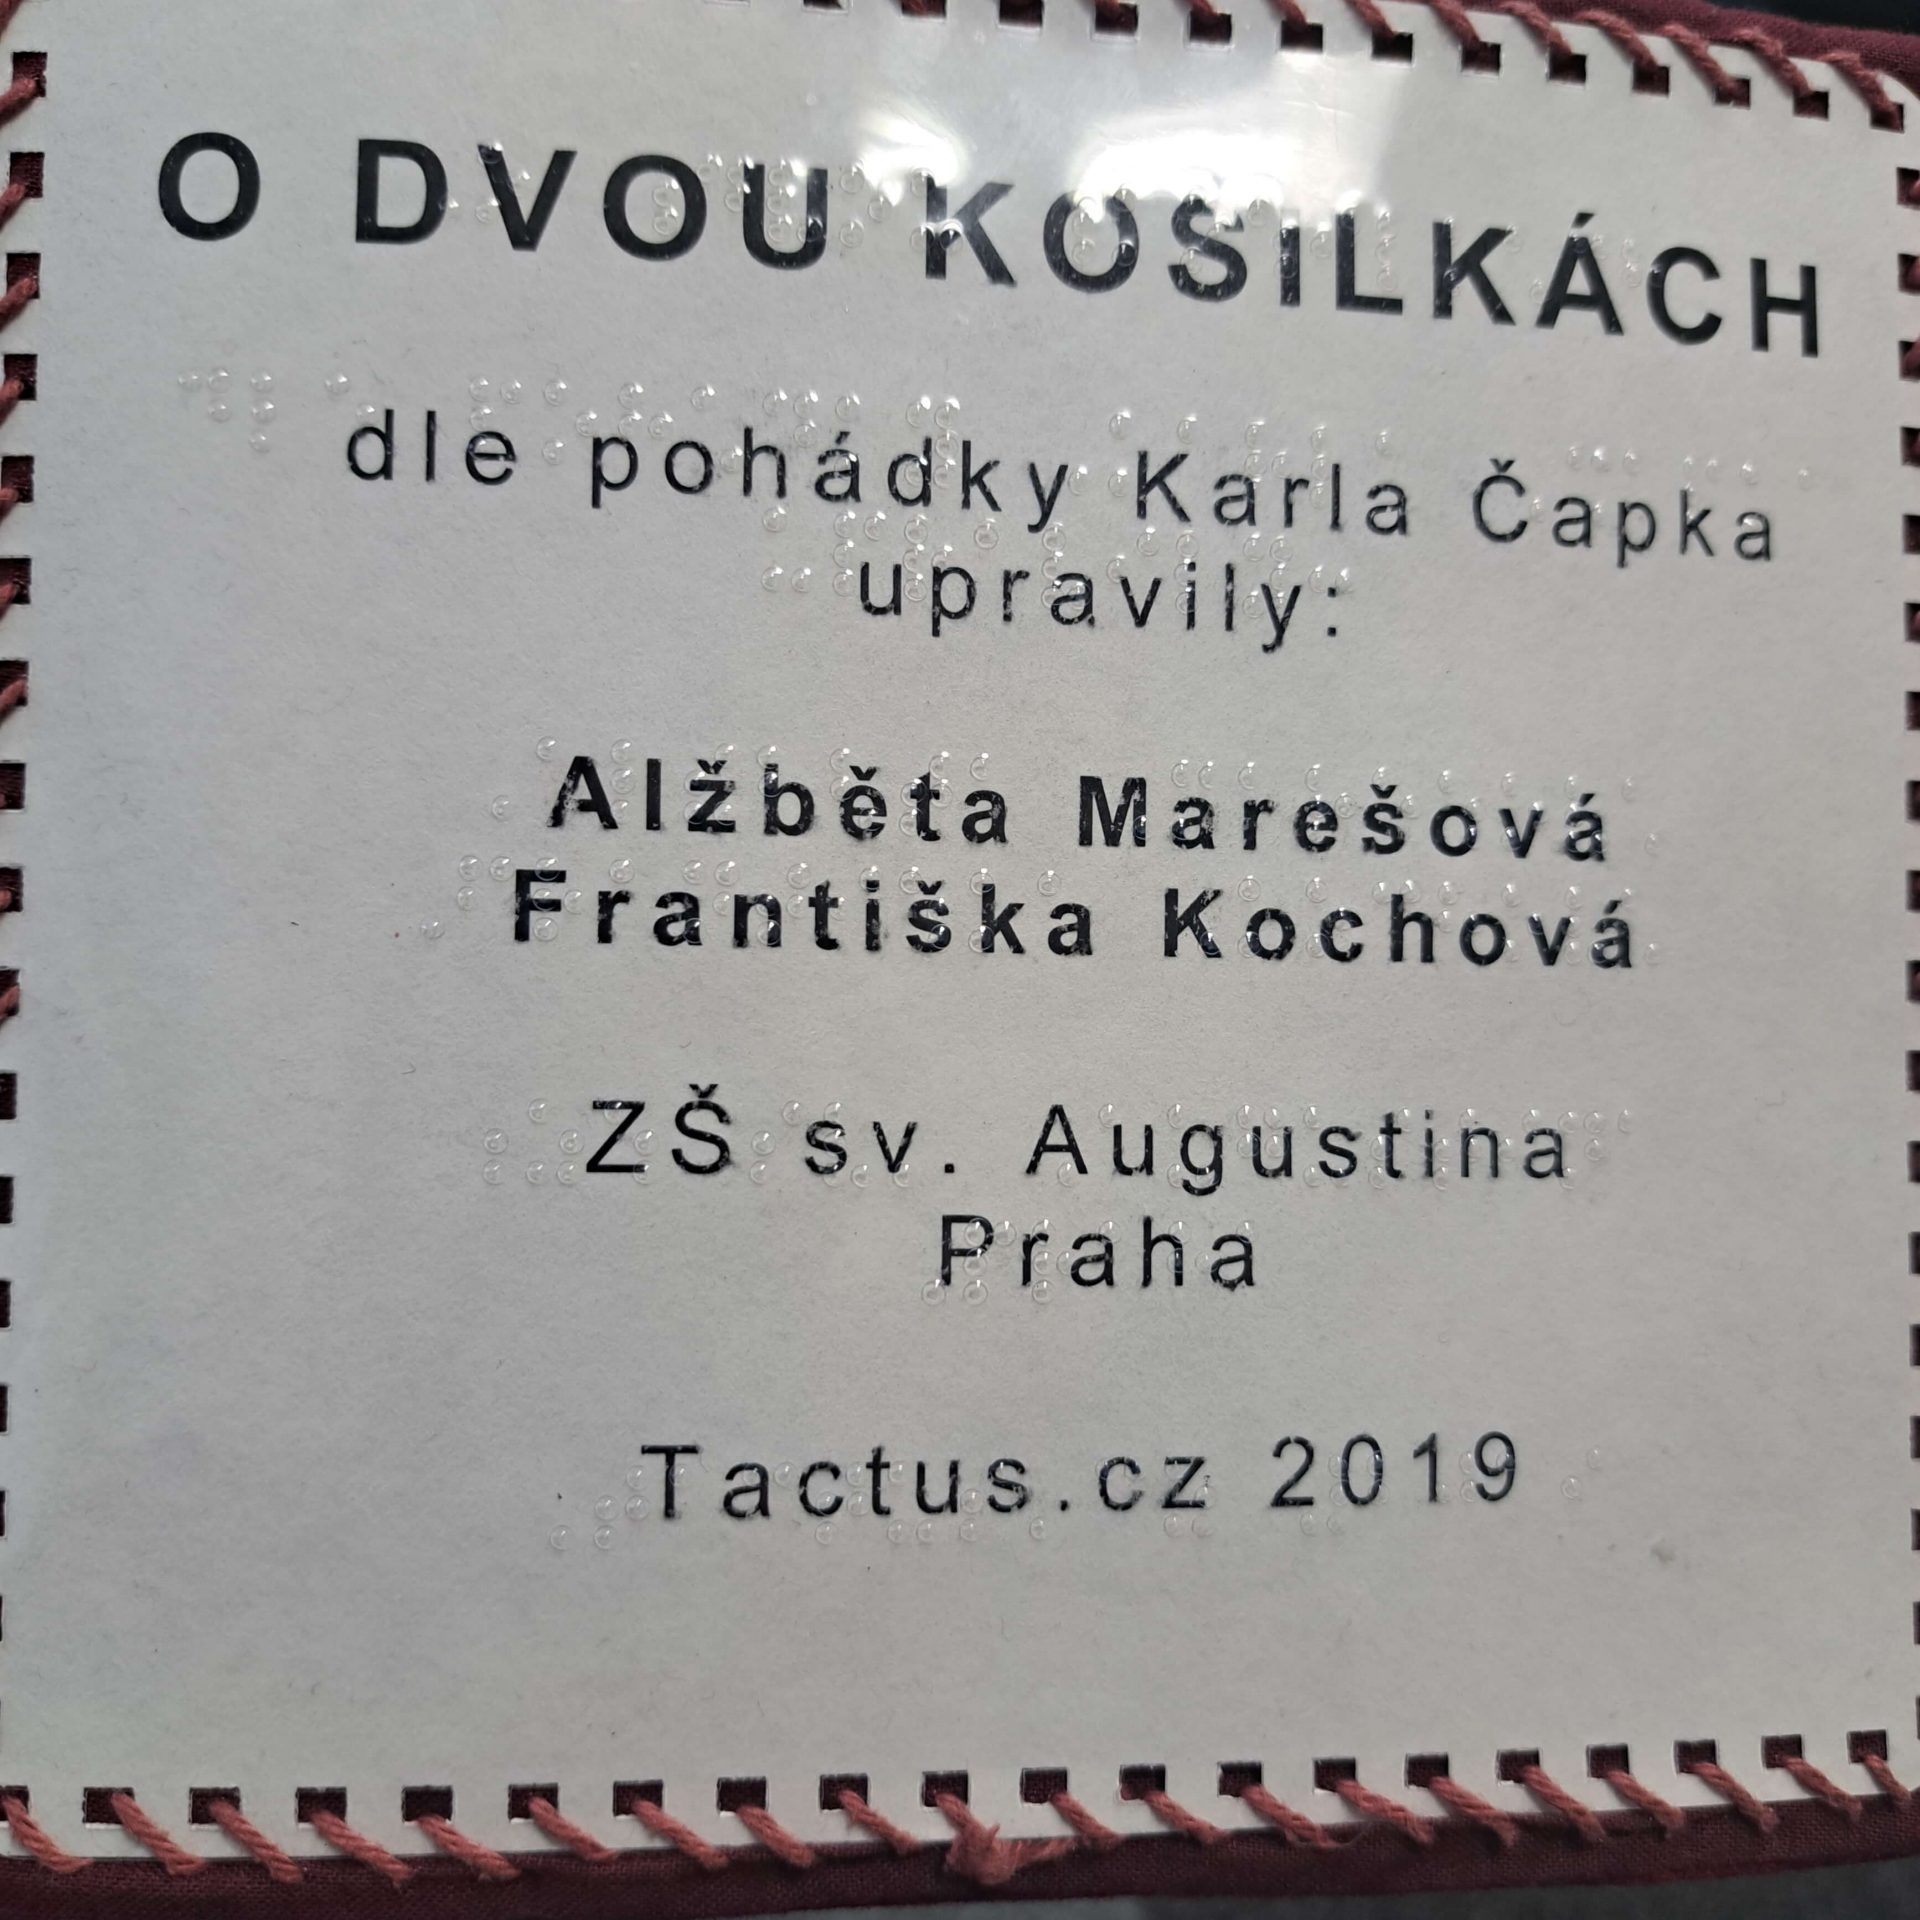 O DVOU KOŠILKÁCH
dle pohádky Karla Čapka
upravily:
Alžběta Marešová
Františka Kochová
ZŠ sv. Augustina
Praha
Tactus.cz 2019